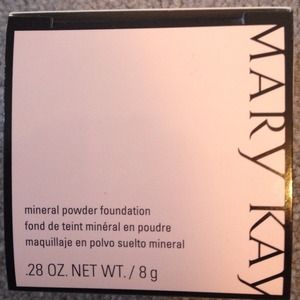 MARY KAY
mineral powder foundation
fond de teint minéral en poudre
maquillaje en polvo suelto mineral
.28 OZ. NET WT. / 8 g